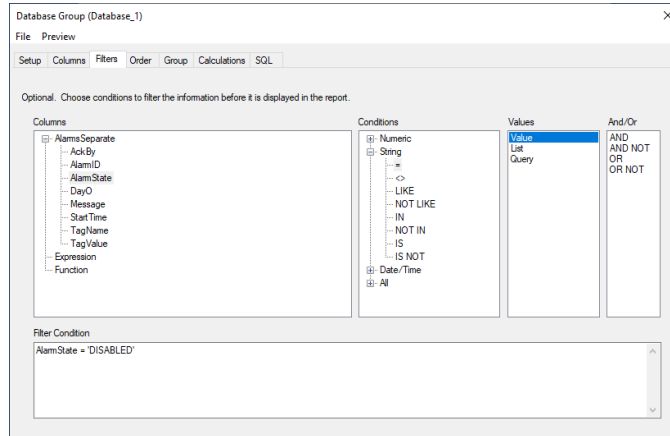 Database Group (Database_1)
File Preview
Setup Columns Filters Order Group Calculations SQL
Optional. Choose conditions to filter the information before it is displayed in the report.
Columns
AlarmsSeparate
AckBy
AlarmID
AlarmState
DayO
Message
StartTime
TagName
TagValue
Expression
Function
Conditions
Numeric
String
=
<>
LIKE
NOT LIKE
IN
NOT IN
IS
IS NOT
Date/Time
All
Values
Value
List
Query
And/Or
AND
AND NOT
OR
OR NOT
Filter Condition
AlarmState = 'DISABLED'